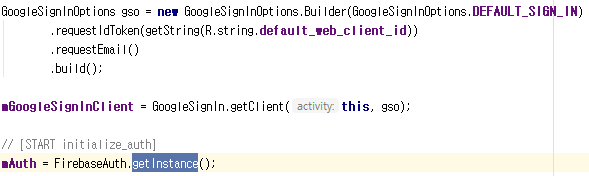 GoogleSignInOptions gso = new GoogleSignInOptions.Builder(GoogleSignInOptions.DEFAULT_SIGN_IN)
.requestIdToken(getString(R.string.default_web_client_id))
.requestEmail()
.build();
mGoogleSignInClient = GoogleSignIn.getClient( activity: this, gso);
// [START initialize_auth]
mAuth = FirebaseAuth.getInstance();